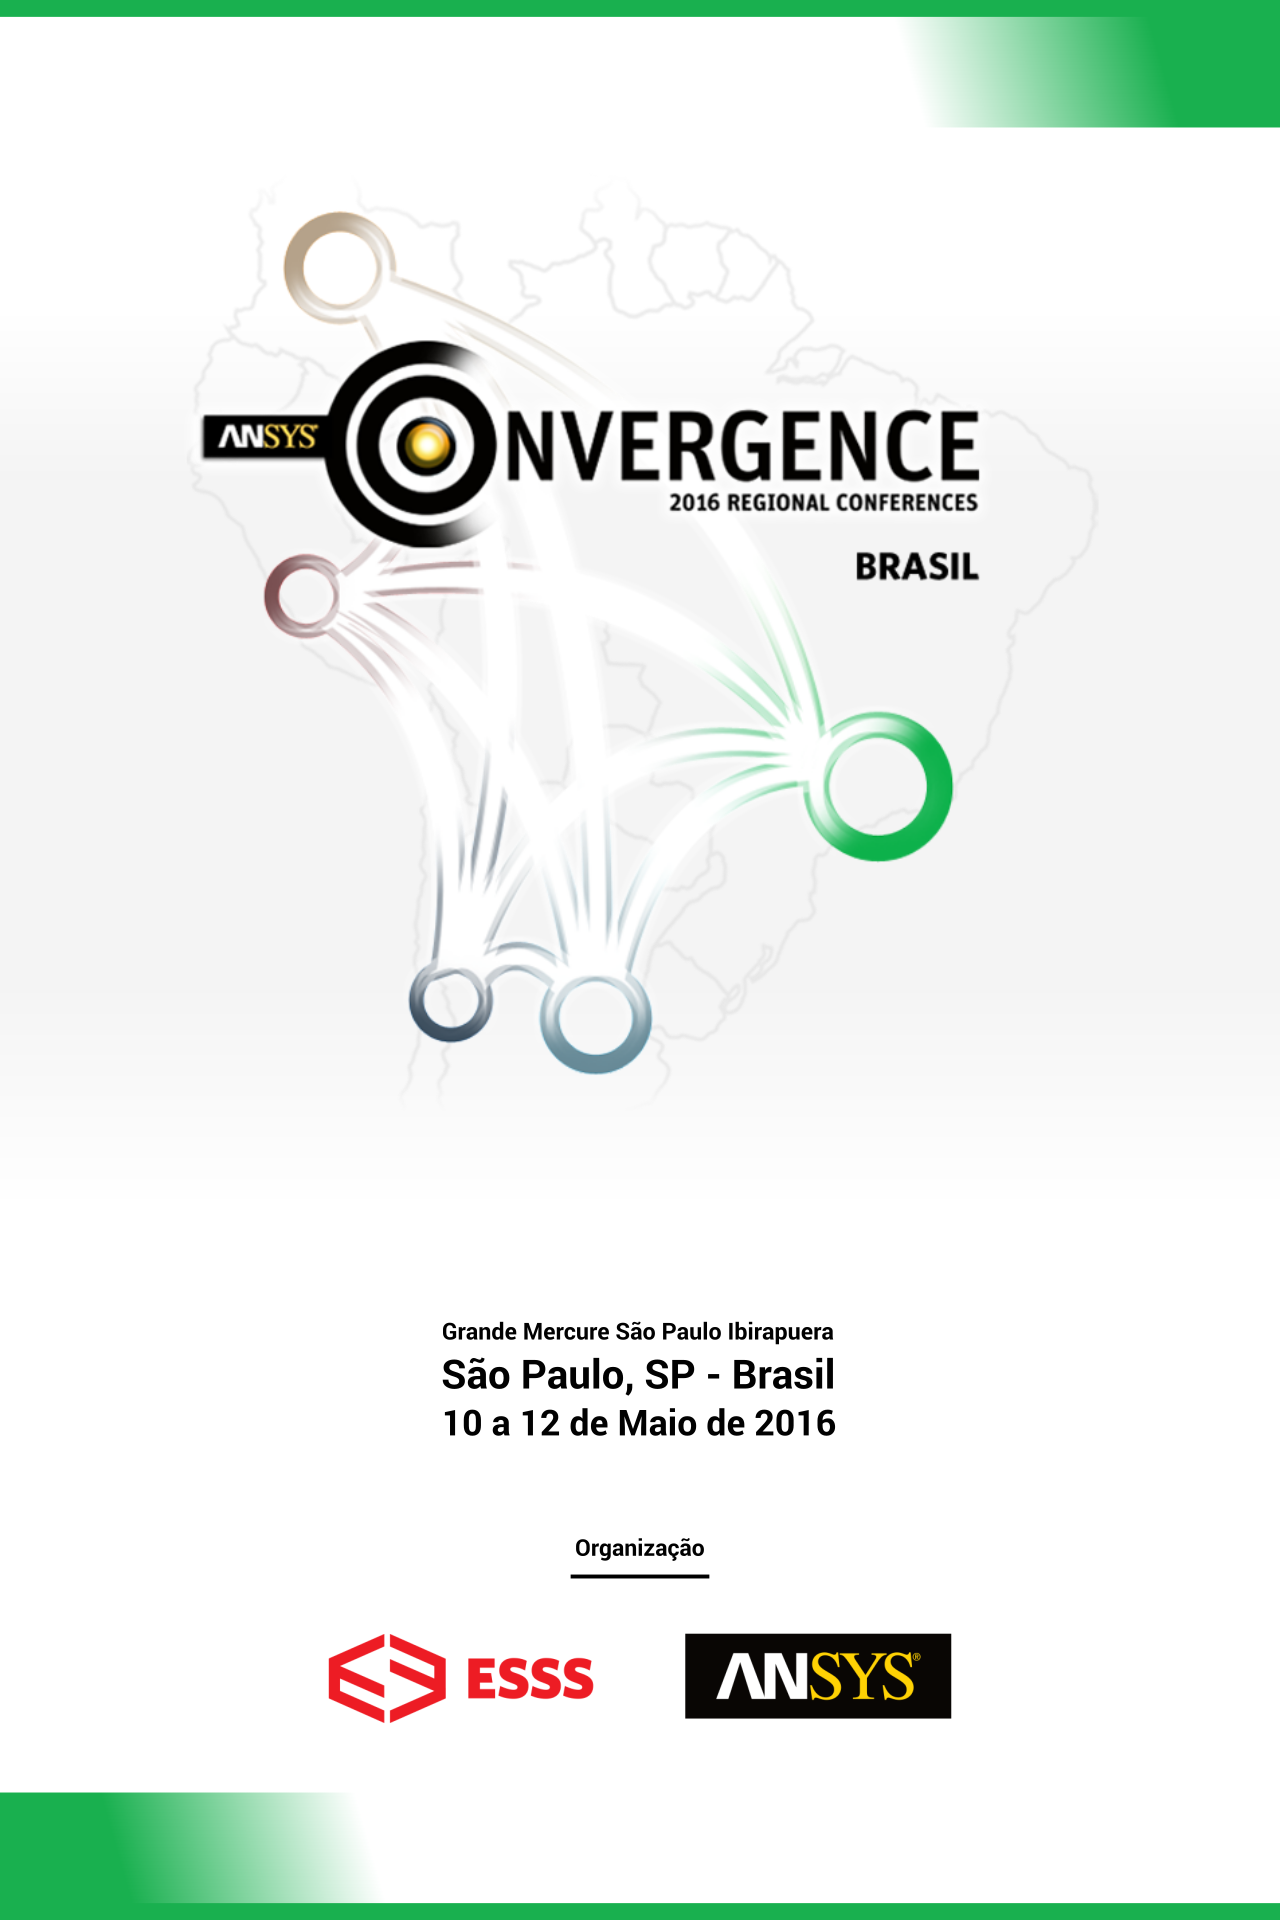 ANSYS CONVERGENCE
2016 REGIONAL CONFERENCES
BRASIL
Grande Mercure São Paulo Ibirapuera
São Paulo, SP - Brasil
10 a 12 de Maio de 2016
Organização
ESSS
ANSYS®